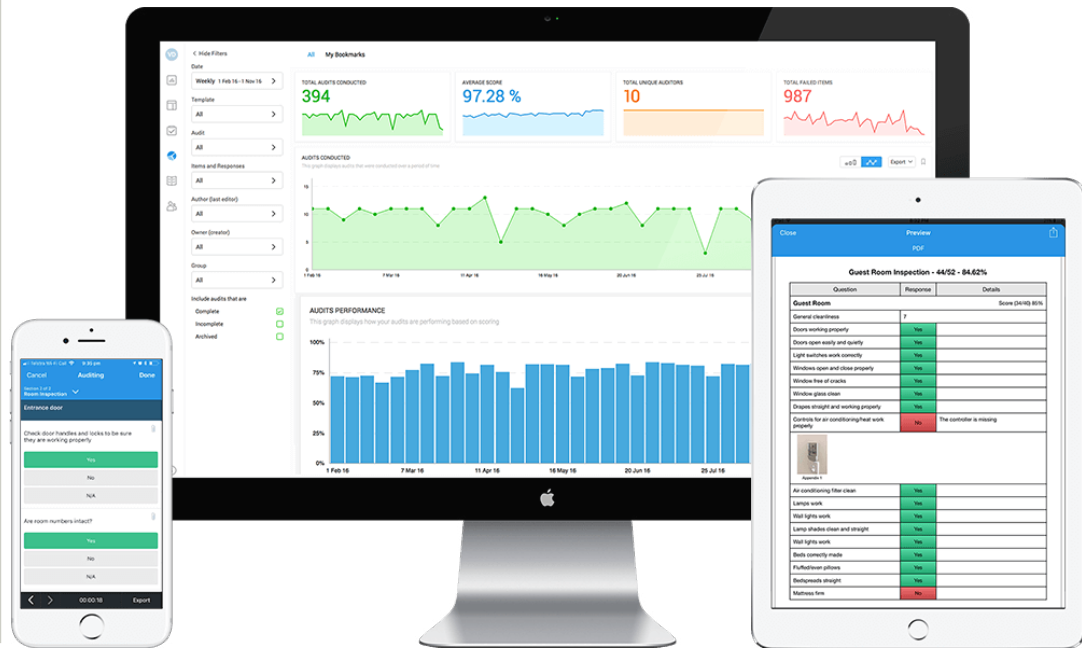 Hide Filters
Date
Weekly 1 Feb 16 - 1 Nov 16
Template
All
Audit
All
Items and Responses
All
Author (last editor)
All
Owner (creator)
All
Group
All
Include audits that are
Complete
Incomplete
Archived
All My Bookmarks
TOTAL AUDITS CONDUCTED
394
AVERAGE SCORE
97.28 %
TOTAL UNIQUE AUDITORS
10
TOTAL FAILED ITEMS
987
AUDITS CONDUCTED
This graph displays audits that were conducted over a period of time
Export
15
10
5
0
1 Feb 16 7 Mar 16 11 Apr 16 16 May 16 20 Jun 16 25 Jul 16
AUDITS PERFORMANCE
This graph displays how your audits are performing based on scoring
100%
75%
50%
25%
0%
1 Feb 16 7 Mar 16 11 Apr 16 16 May 16 20 Jun 16 25 Jul 16
Cancel Auditing Done
Section 2 of 2
Room Inspection
Entrance door
Check door handles and locks to be sure
they are working properly
Yes
No
N/A
Are room numbers intact?
Yes
No
N/A
00:00:18 Export
Close Preview
PDF
Guest Room Inspection - 44/52 - 84.62%
Question Response Details
Guest Room Score (34/40) 85%
General cleanliness 7
Doors working properly Yes
Doors open easily and quietly Yes
Light switches work correctly Yes
Windows open and close properly Yes
Window free of cracks Yes
Window glass clean Yes
Drapes straight and working properly Yes
Controls for air conditioning/heat work
properly No The controller is missing
Appendix 1
Air conditioning filter clean Yes
Lamps work Yes
Wall lights work Yes
Lamp shades clean and straight Yes
Wall lights work Yes
Beds correctly made Yes
Fluffed/even pillows Yes
Bedspreads straight Yes
Mattress firm No